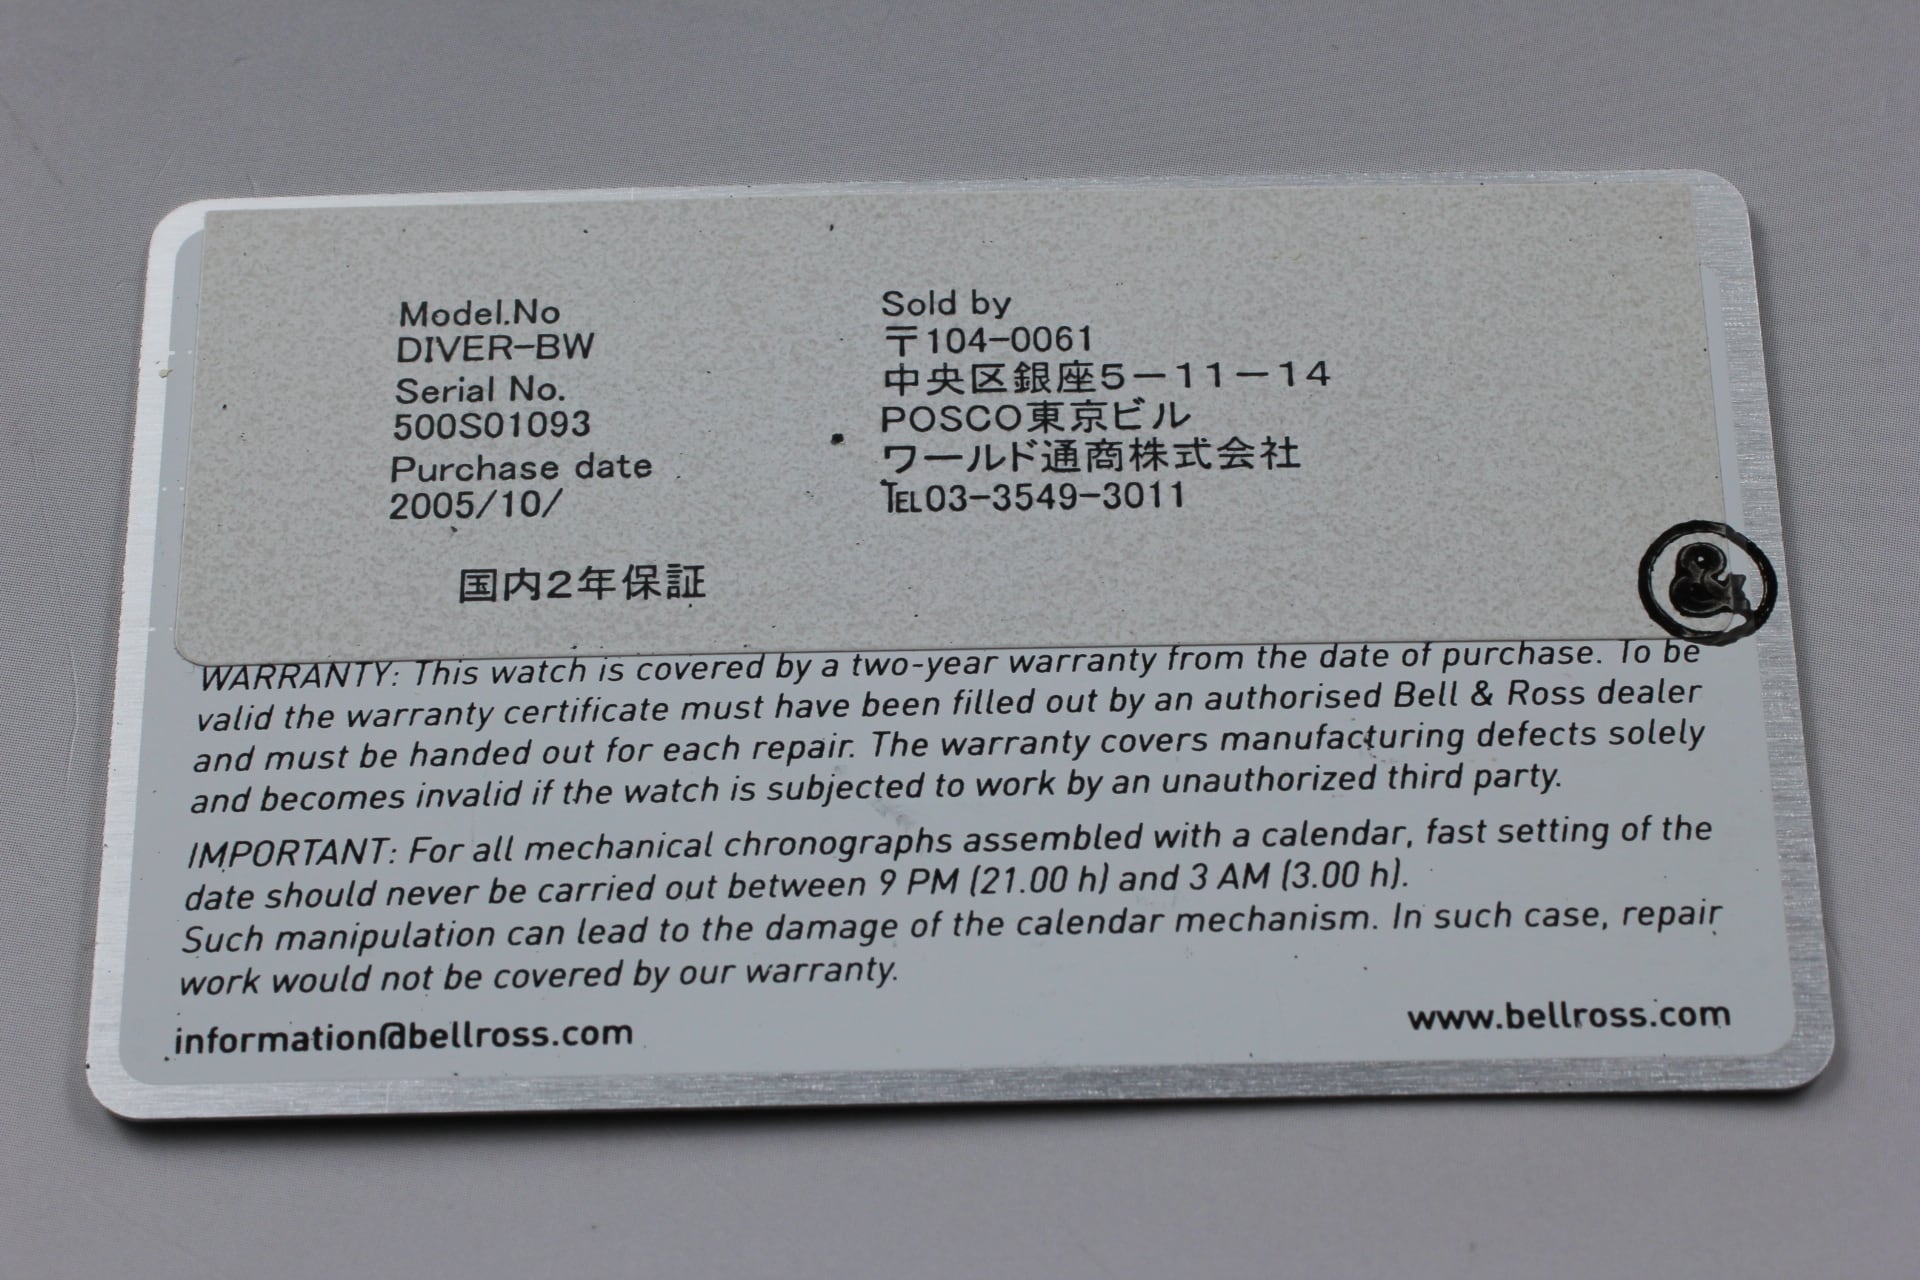 Model.No
DIVER-BW
Serial No.
500S01093
Purchase date
2005/10/
国内2年保証
Sold by
〒104-0061
中央区銀座5-11-14
POSCO東京ビル
ワールド通商株式会社
℡03-3549-3011
&
WARRANTY: This watch is covered by a two-year warranty from the date of purchase. To be
valid the warranty certificate must have been filled out by an authorised Bell & Ross dealer
and must be handed out for each repair. The warranty covers manufacturing defects solely
and becomes invalid if the watch is subjected to work by an unauthorized third party.
IMPORTANT: For all mechanical chronographs assembled with a calendar, fast setting of the
date should never be carried out between 9 PM (21.00 h) and 3 AM (3.00 h).
Such manipulation can lead to the damage of the calendar mechanism. In such case, repair
work would not be covered by our warranty.
information@bellross.com
www.bellross.com